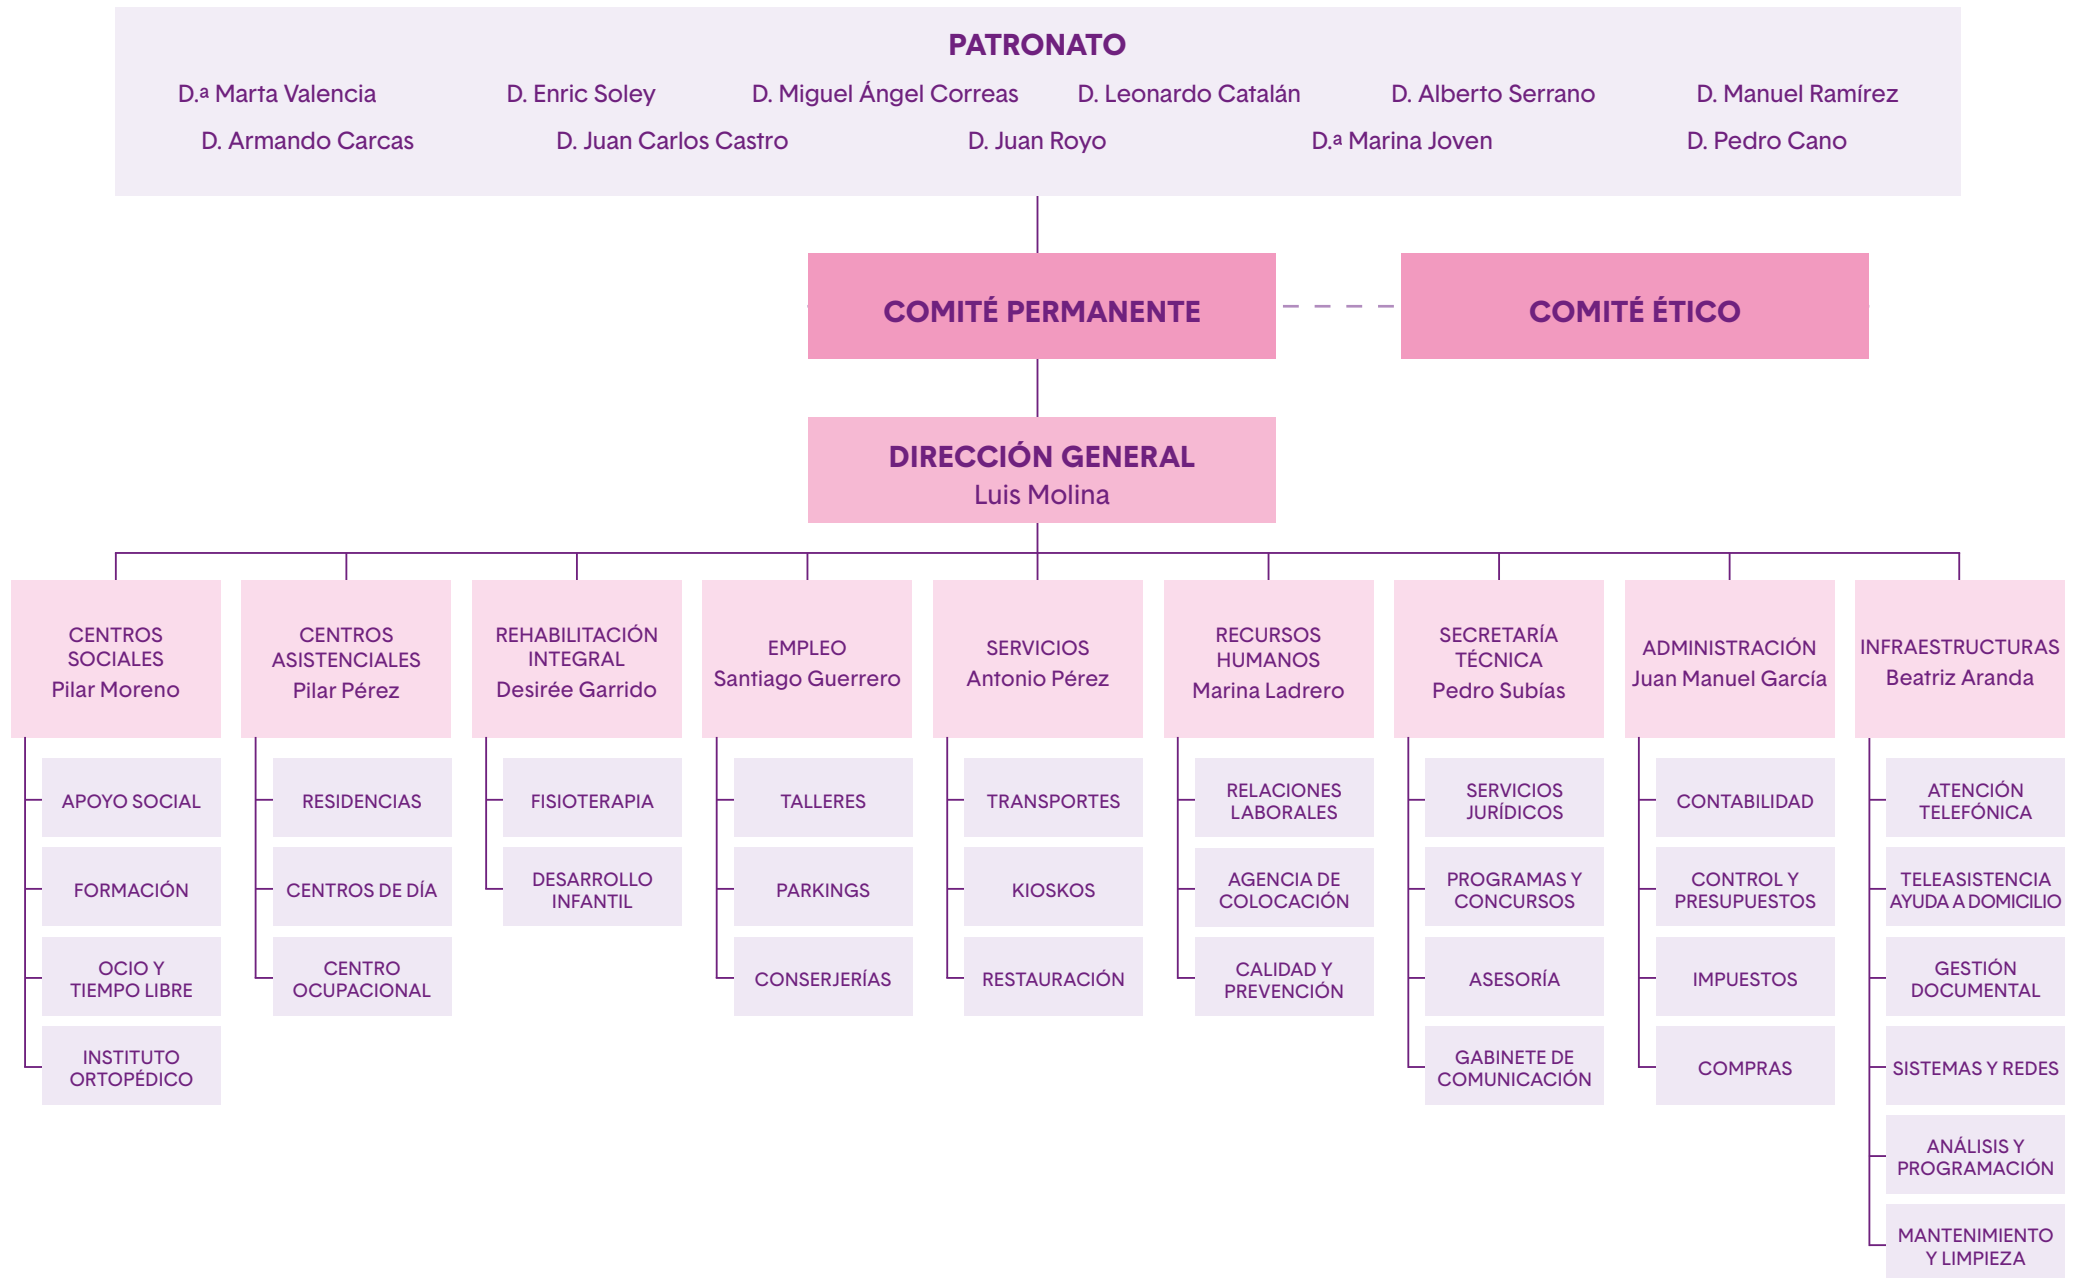 PATRONATO
D.ª Marta Valencia D. Enric Soley D. Miguel Ángel Correas D. Leonardo Catalán D. Alberto Serrano D. Manuel Ramírez
D. Armando Carcas D. Juan Carlos Castro D. Juan Royo D.ª Marina Joven D. Pedro Cano
COMITÉ PERMANENTE
COMITÉ ÉTICO
DIRECCIÓN GENERAL
Luis Molina
CENTROS
SOCIALES
Pilar Moreno
APOYO SOCIAL
FORMACIÓN
OCIO Y
TIEMPO LIBRE
INSTITUTO
ORTOPÉDICO
CENTROS
ASISTENCIALES
Pilar Pérez
RESIDENCIAS
CENTROS DE DÍA
CENTRO
OCUPACIONAL
REHABILITACIÓN
INTEGRAL
Desirée Garrido
FISIOTERAPIA
DESARROLLO
INFANTIL
EMPLEO
Santiago Guerrero
TALLERES
PARKINGS
CONSERJERÍAS
SERVICIOS
Antonio Pérez
TRANSPORTES
KIOSKOS
RESTAURACIÓN
RECURSOS
HUMANOS
Marina Ladrero
RELACIONES
LABORALES
AGENCIA DE
COLOCACIÓN
CALIDAD Y
PREVENCIÓN
SECRETARÍA
TÉCNICA
Pedro Subías
SERVICIOS
JURÍDICOS
PROGRAMAS Y
CONCURSOS
ASESORÍA
GABINETE DE
COMUNICACIÓN
ADMINISTRACIÓN
Juan Manuel García
CONTABILIDAD
CONTROL Y
PRESUPUESTOS
IMPUESTOS
COMPRAS
INFRAESTRUCTURAS
Beatriz Aranda
ATENCIÓN
TELEFÓNICA
TELEASISTENCIA
AYUDA A DOMICILIO
GESTIÓN
DOCUMENTAL
SISTEMAS Y REDES
ANÁLISIS Y
PROGRAMACIÓN
MANTENIMIENTO
Y LIMPIEZA